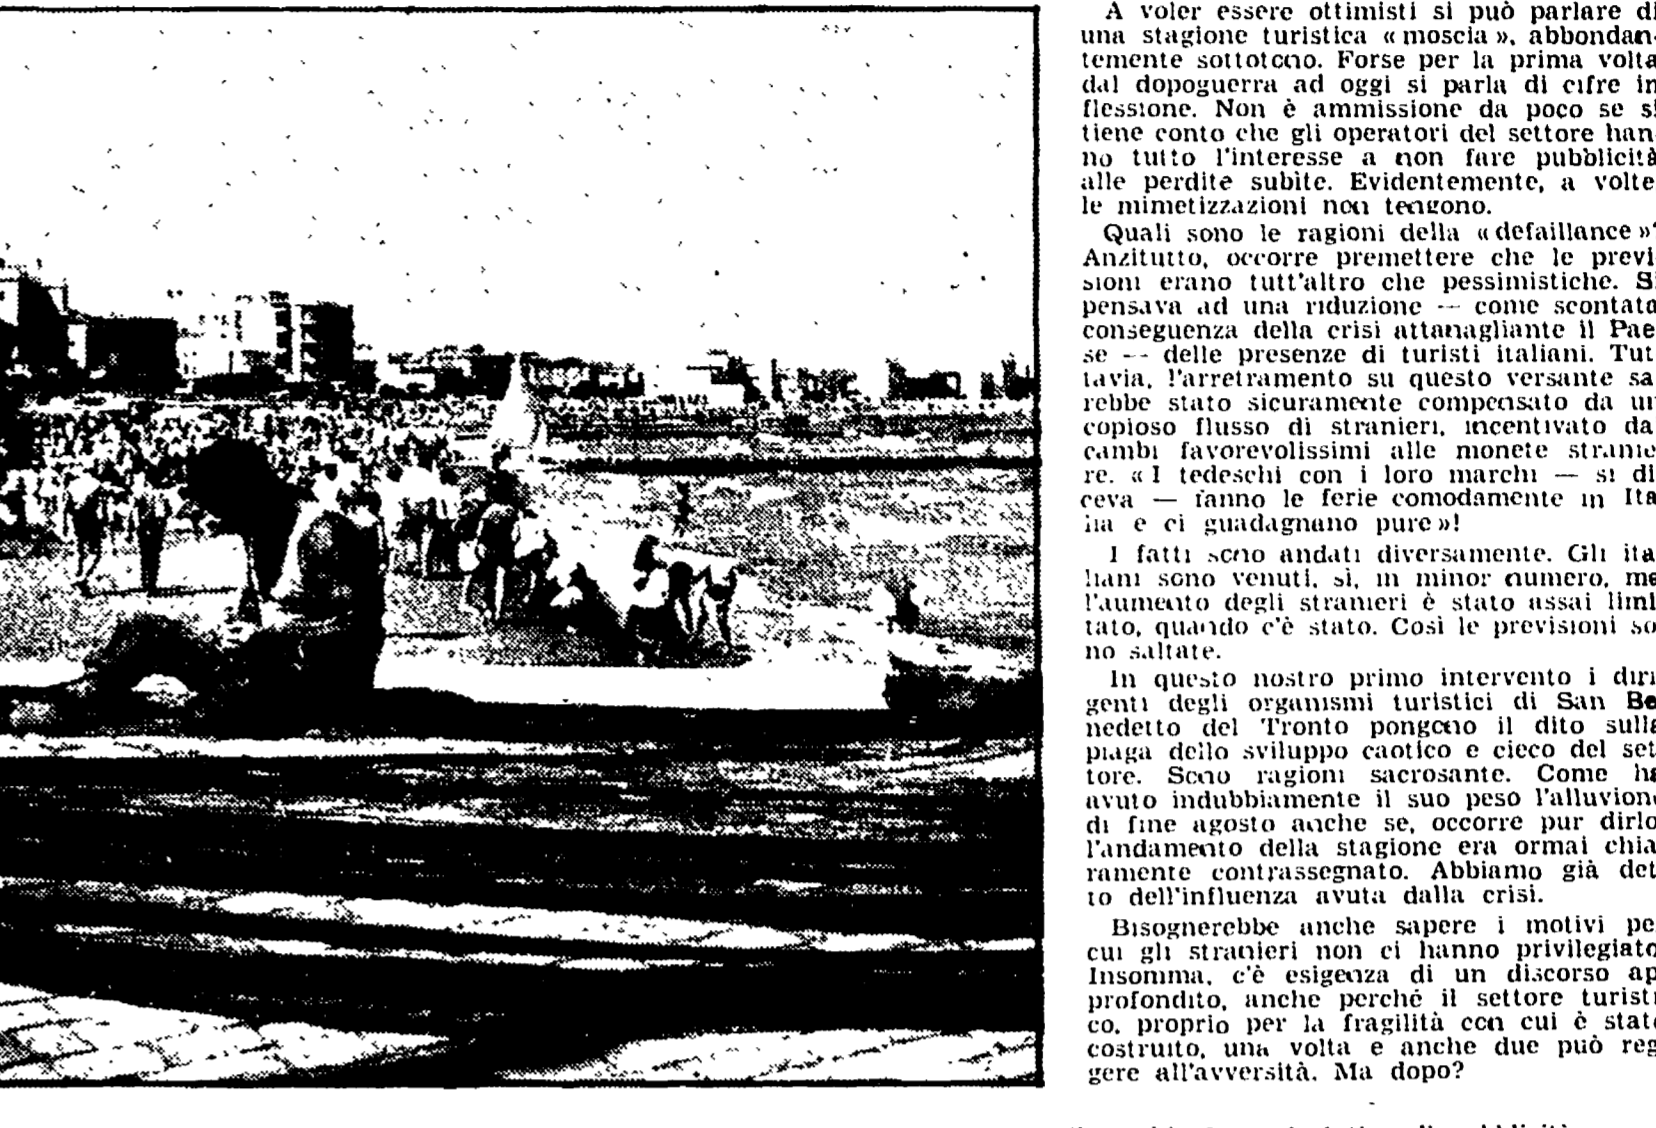 A voler essere ottimisti si può parlare di
una stagione turistica «moscia», abbondan-
temente sottotono. Forse per la prima volta
dal dopoguerra ad oggi si parla di cifre in
flessione. Non è ammissione da poco se si
tiene conto che gli operatori del settore han-
no tutto l'interesse a non fare pubblicità
alle perdite subite. Evidentemente, a volte,
le mimetizzazioni non tengono.
Quali sono le ragioni della «defaillance»?
Anzitutto, occorre premettere che le previ-
sioni erano tutt'altro che pessimistiche. Si
pensava ad una riduzione — come scontata
conseguenza della crisi attanagliante il Pae-
se — delle presenze di turisti italiani. Tut-
tavia, l'arretramento su questo versante sa-
rebbe stato sicuramente compensato da un
copioso flusso di stranieri, incentivato da
cambi favorevolissimi alle monete stranie-
re. «I tedeschi con i loro marchi — si di-
ceva — fanno le ferie comodamente in Ita-
lia e ci guadagnano pure»!
I fatti sono andati diversamente. Gli ita-
liani sono venuti, sì, in minor numero, ma
l'aumento degli stranieri è stato assai limi-
tato, quando c'è stato. Così le previsioni so-
no saltate.
In questo nostro primo intervento i diri-
genti degli organismi turistici di San Be-
nedetto del Tronto pongono il dito sulla
piaga dello sviluppo caotico e cieco del set-
tore. Sono ragioni sacrosante. Come ha
avuto indubbiamente il suo peso l'alluvione
di fine agosto anche se, occorre pur dirlo,
l'andamento della stagione era ormai chia-
ramente contrassegnato. Abbiamo già det-
to dell'influenza avuta dalla crisi.
Bisognerebbe anche sapere i motivi per
cui gli stranieri non ci hanno privilegiato.
Insomma, c'è esigenza di un discorso ap-
profondito, anche perché il settore turisti-
co, proprio per la fragilità con cui è stato
costruito, una volta e anche due può reg-
gere all'avversità. Ma dopo?